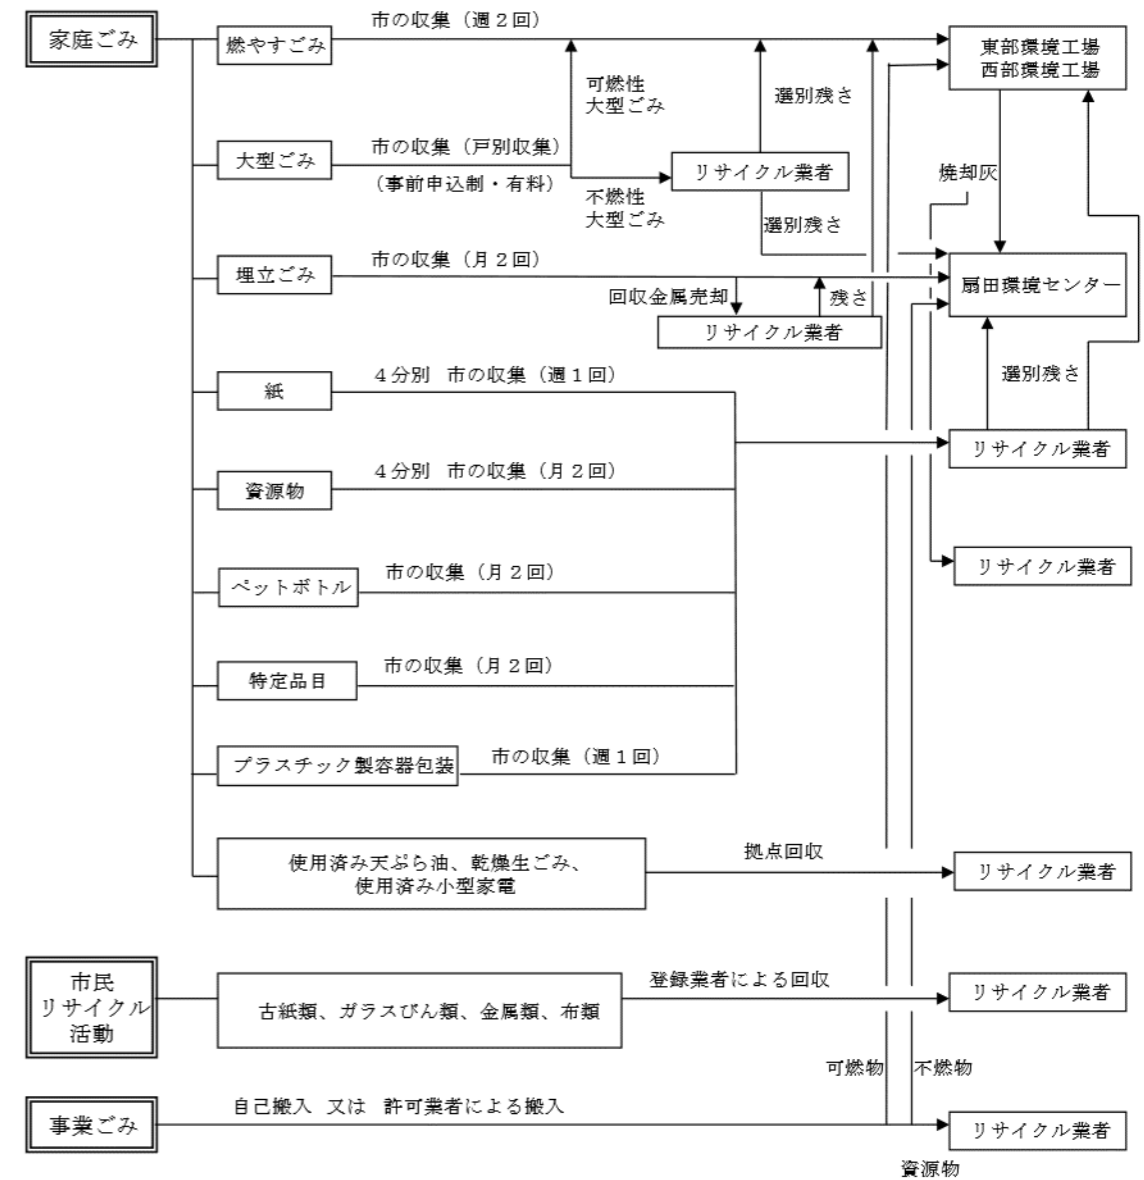 家庭ごみ
燃やすごみ
市の収集（週２回）
東部環境工場
西部環境工場
可燃性
大型ごみ
選別残さ
大型ごみ
市の収集（戸別収集）
（事前申込制・有料）
リサイクル業者
不燃性
大型ごみ
選別残さ
焼却灰
埋立ごみ
市の収集（月２回）
扇田環境センター
回収金属売却
残さ
リサイクル業者
選別残さ
紙
４分別 市の収集（週１回）
リサイクル業者
資源物
４分別 市の収集（月２回）
ペットボトル
市の収集（月２回）
リサイクル業者
特定品目
市の収集（月２回）
プラスチック製容器包装
市の収集（週１回）
使用済み天ぷら油、乾燥生ごみ、
使用済み小型家電
拠点回収
リサイクル業者
市民
リサイクル
活動
古紙類、ガラスびん類、金属類、布類
登録業者による回収
リサイクル業者
可燃物
不燃物
事業ごみ
自己搬入 又は 許可業者による搬入
リサイクル業者
資源物